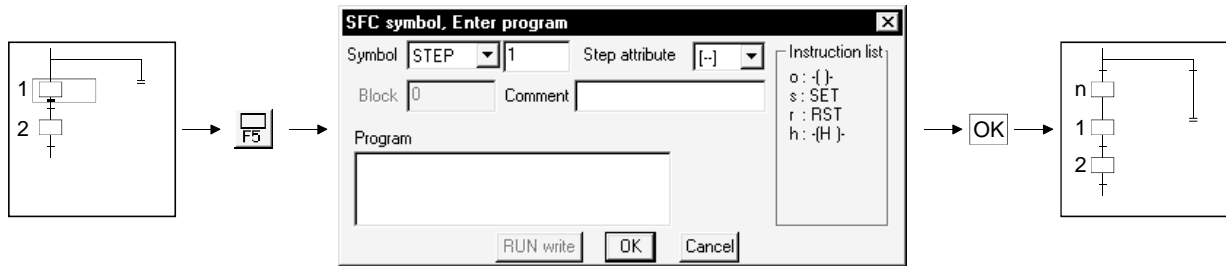 1
2
F5
SFC symbol, Enter program
Symbol STEP 1 Step attribute [--]
Block 0 Comment
Program
Instruction list
o : -( )-
s : SET
r : RST
h : -(H )-
RUN write OK Cancel
OK
n
1
2